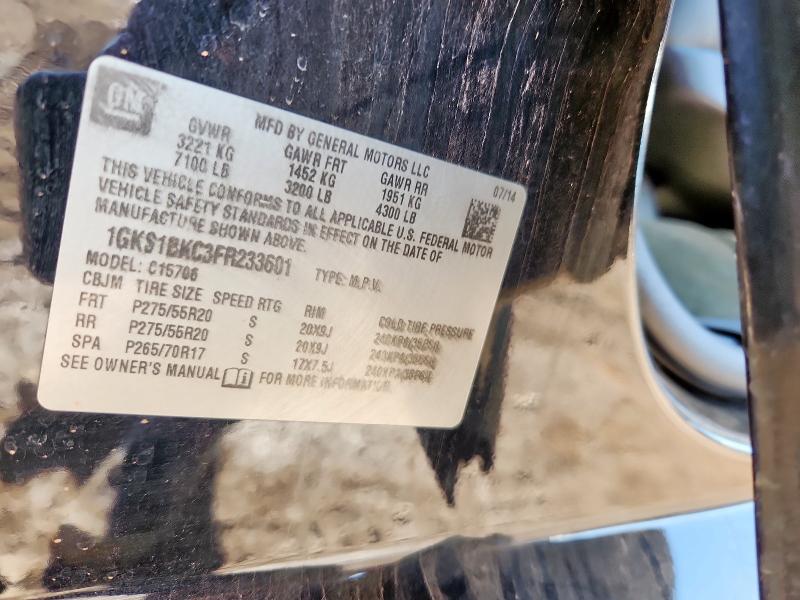 GM
MFD BY GENERAL MOTORS LLC
07/14
GVWR GAWR FRT GAWR RR
3221 KG 1452 KG 1951 KG
7100 LB 3200 LB 4300 LB
THIS VEHICLE CONFORMS TO ALL APPLICABLE U.S. FEDERAL MOTOR
VEHICLE SAFETY STANDARDS IN EFFECT ON THE DATE OF
MANUFACTURE SHOWN ABOVE.
1GKS1BKC3FR233601
MODEL: C15706 TYPE: M.P.V.
CBJM TIRE SIZE SPEED RTG RIM COLD TIRE PRESSURE
FRT P275/55R20 S 20X9J
RR P275/55R20 S 20X9J
SPA P265/70R17 S 17X7.5J
SEE OWNER'S MANUAL FOR MORE INFORMATION.